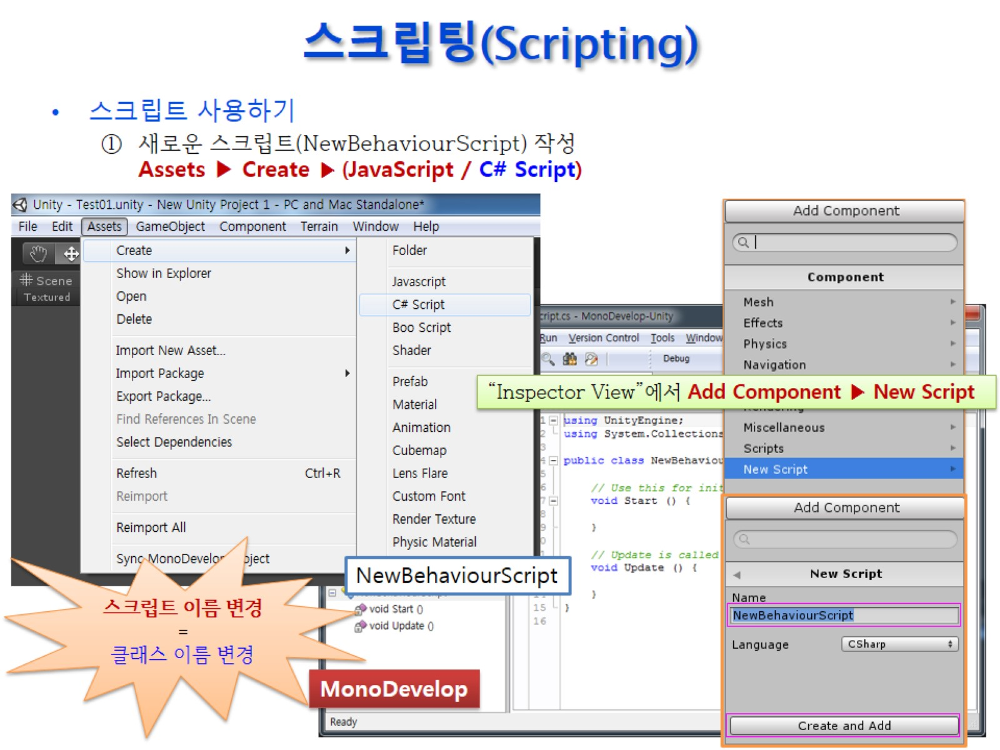 스크립팅(Scripting)
• 스크립트 사용하기
① 새로운 스크립트(NewBehaviourScript) 작성
Assets ▶ Create ▶ (JavaScript / C# Script)
Unity - Test01.unity - New Unity Project 1 - PC and Mac Standalone*
File Edit Assets GameObject Component Terrain Window Help
Scene
Textured
Create
Show in Explorer
Open
Delete
Import New Asset...
Import Package
Export Package...
Find References In Scene
Select Dependencies
Refresh Ctrl+R
Reimport
Reimport All
Sync MonoDevelop
Folder
Javascript
C# Script
Boo Script
Shader
Prefab
Material
Animation
Cubemap
Lens Flare
Custom Font
Render Texture
Physic Material
NewBehaviourScript
cript.cs - MonoDevelop-Unity
Run Version Control Tools Window
Debug
1 using UnityEngine;
2 using System.Collections
3
4 public class NewBehaviou
5
6 // Use this for init
7 void Start () {
8
9 }
0
1 // Update is called
void Update () {
}
15 }
16
void Start ()
void Update ()
Ready
MonoDevelop
스크립트 이름 변경
=
클래스 이름 변경
Add Component
Component
Mesh
Effects
Physics
Navigation
“Inspector View”에서 Add Component ▶ New Script
Miscellaneous
Scripts
New Script
Add Component
New Script
Name
NewBehaviourScript
Language CSharp
Create and Add